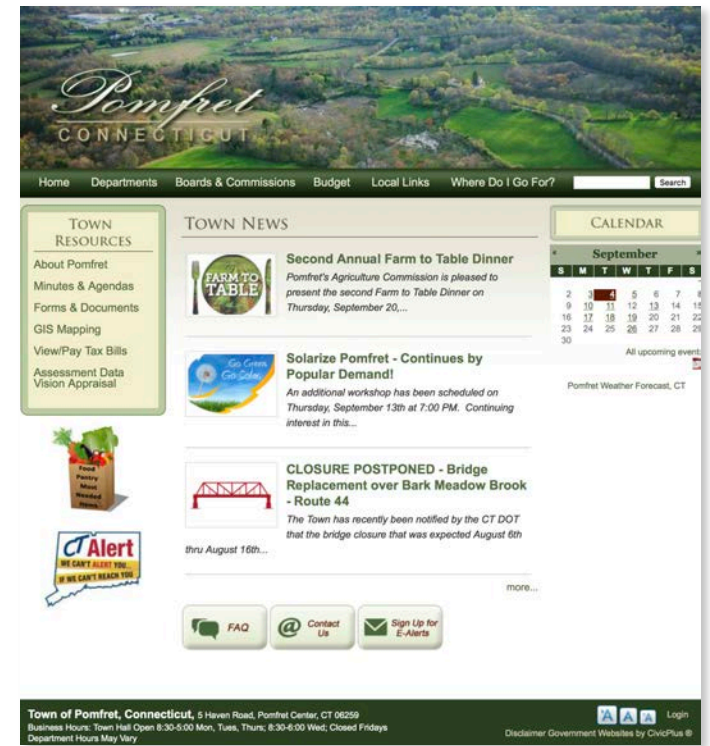 Pomfret
CONNECTICUT
Home Departments Boards & Commissions Budget Local Links Where Do I Go For? Search
TOWN
RESOURCES
About Pomfret
Minutes & Agendas
Forms & Documents
GIS Mapping
View/Pay Tax Bills
Assessment Data
Vision Appraisal
Food
Pantry
Most
Needed
Items
CT Alert
WE CAN'T ALERT YOU...
IF WE CAN'T REACH YOU
TOWN NEWS
FARM TO
TABLE
Second Annual Farm to Table Dinner
Pomfret's Agriculture Commission is pleased to
present the second Farm to Table Dinner on
Thursday, September 20,...
Go Green
Go Solar
Solarize Pomfret - Continues by
Popular Demand!
An additional workshop has been scheduled on
Thursday, September 13th at 7:00 PM. Continuing
interest in this...
CLOSURE POSTPONED - Bridge
Replacement over Bark Meadow Brook
- Route 44
The Town has recently been notified by the CT DOT
that the bridge closure that was expected August 6th
thru August 16th...
more...
FAQ
Contact
Us
Sign Up for
E-Alerts
CALENDAR
« September »
S M T W T F S
1
2 3 4 5 6 7 8
9 10 11 12 13 14 15
16 17 18 19 20 21 22
23 24 25 26 27 28 29
30
All upcoming event
Pomfret Weather Forecast, CT
Town of Pomfret, Connecticut, 5 Haven Road, Pomfret Center, CT 06259
Business Hours: Town Hall Open 8:30-5:00 Mon, Tues, Thurs; 8:30-6:00 Wed; Closed Fridays
Department Hours May Vary
A A A Login
Disclaimer Government Websites by CivicPlus ®